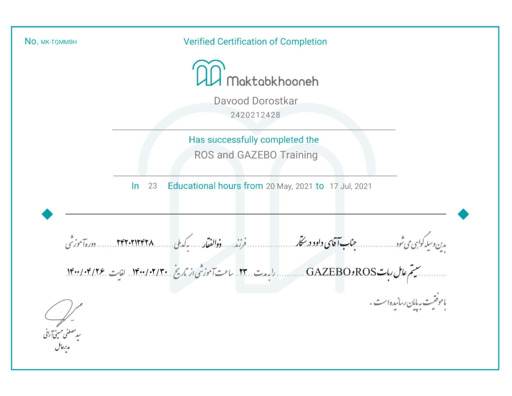 No. MK-TOMM8H
Verified Certification of Completion
Maktabkhooneh
Davood Dorostkar
2420212428
Has successfully completed the
ROS and GAZEBO Training
In 23 Educational hours from 20 May, 2021 to 17 Jul, 2021
بدین وسیله گواهی می شود جناب آقای داود درستکار فرزند ذوالفقار به کد ملی ۲۴۲۰۲۱۲۴۲۸ دوره آموزشی
سیستم عامل ربات ROS و GAZEBO را به مدت ۲۳ ساعت آموزشی از تاریخ ۱۴۰۰/۰۲/۳۰ لغایت ۱۴۰۰/۰۴/۲۶
با موفقیت به پایان رسانیده است .
سید مصطفی حسینی آرانی
مدیرعامل